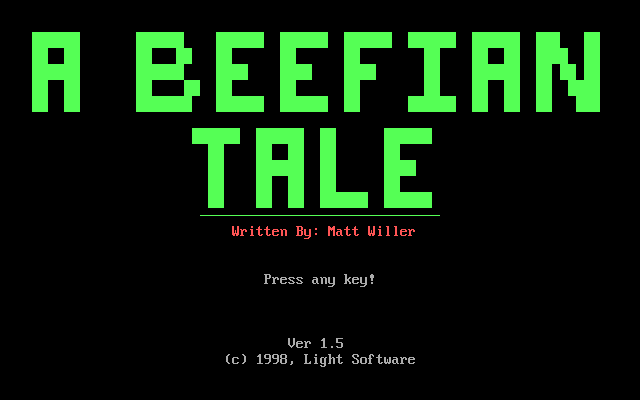 A BEEFIAN
TALE
Written By: Matt Willer
Press any key!
Ver 1.5
(c) 1998, Light Software